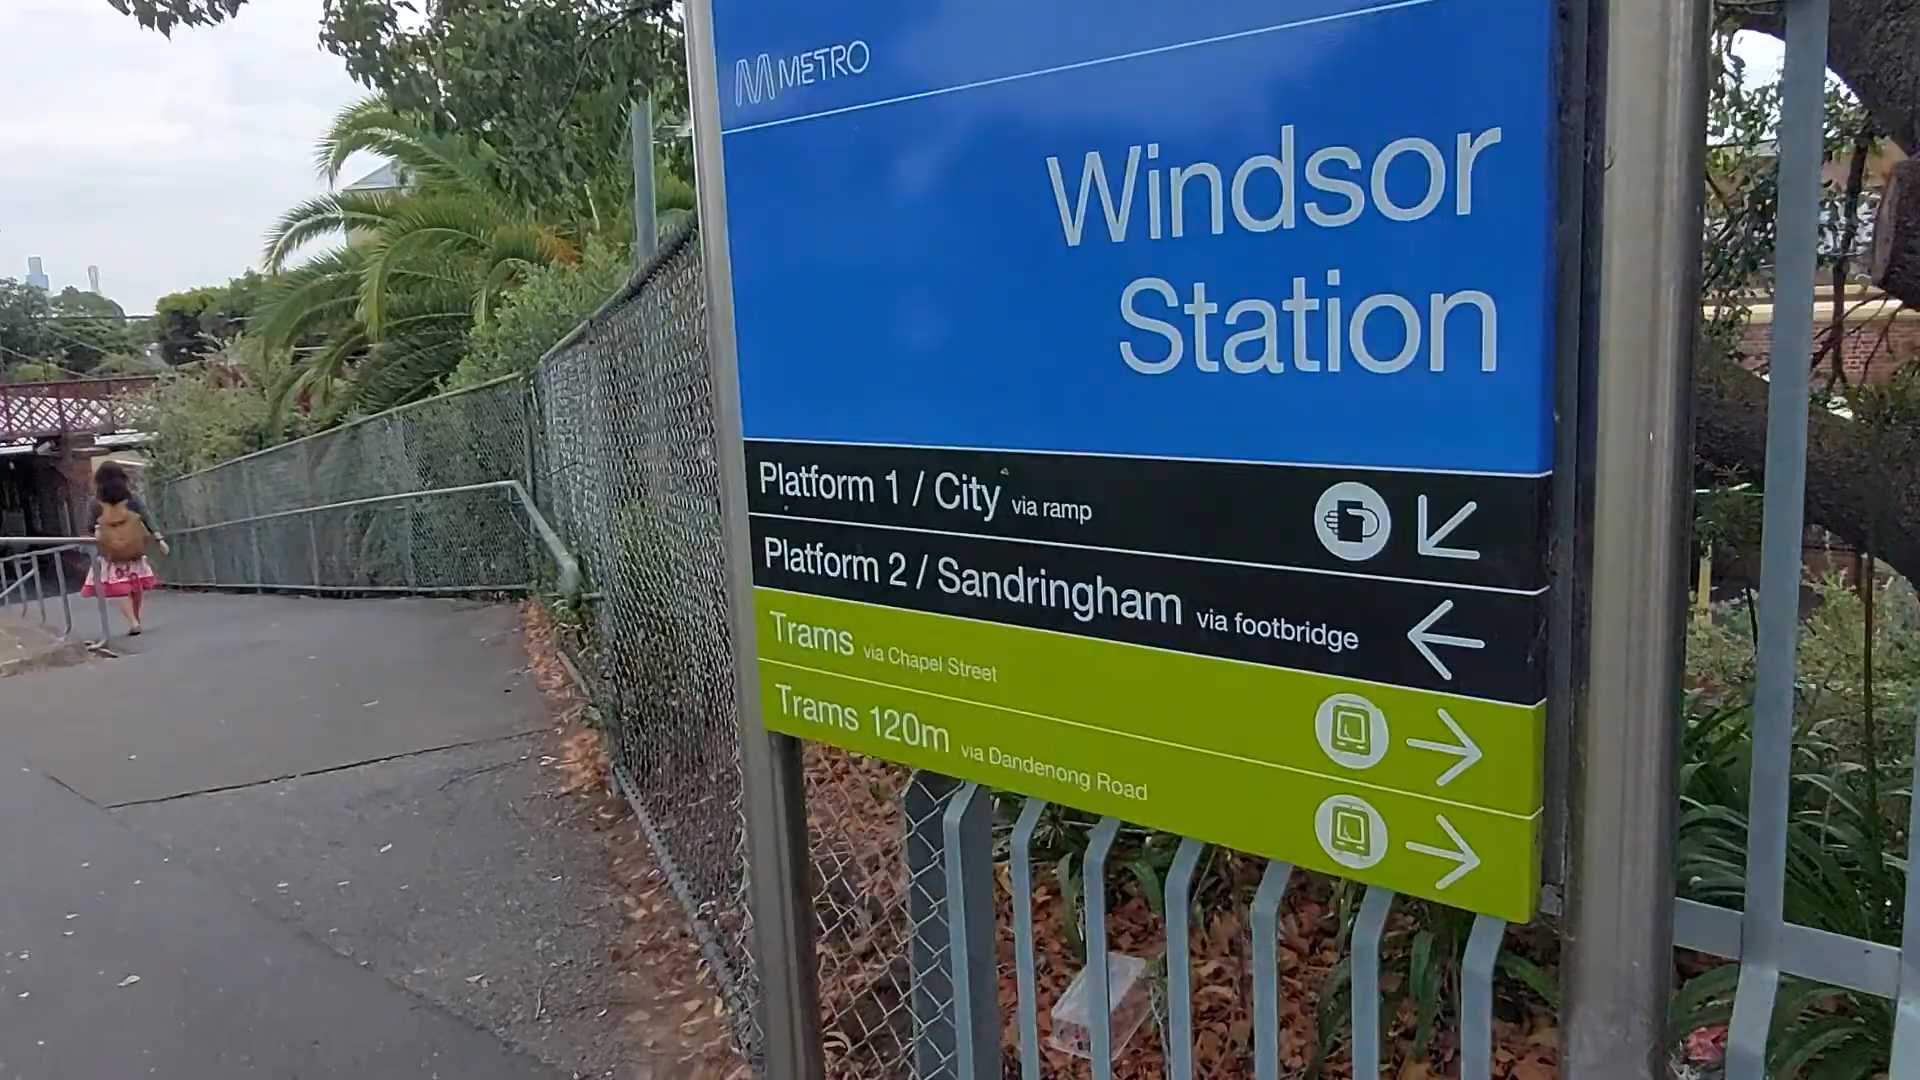 METRO
Windsor
Station
Platform 1 / City via ramp
Platform 2 / Sandringham via footbridge
Trams via Chapel Street
Trams 120m via Dandenong Road